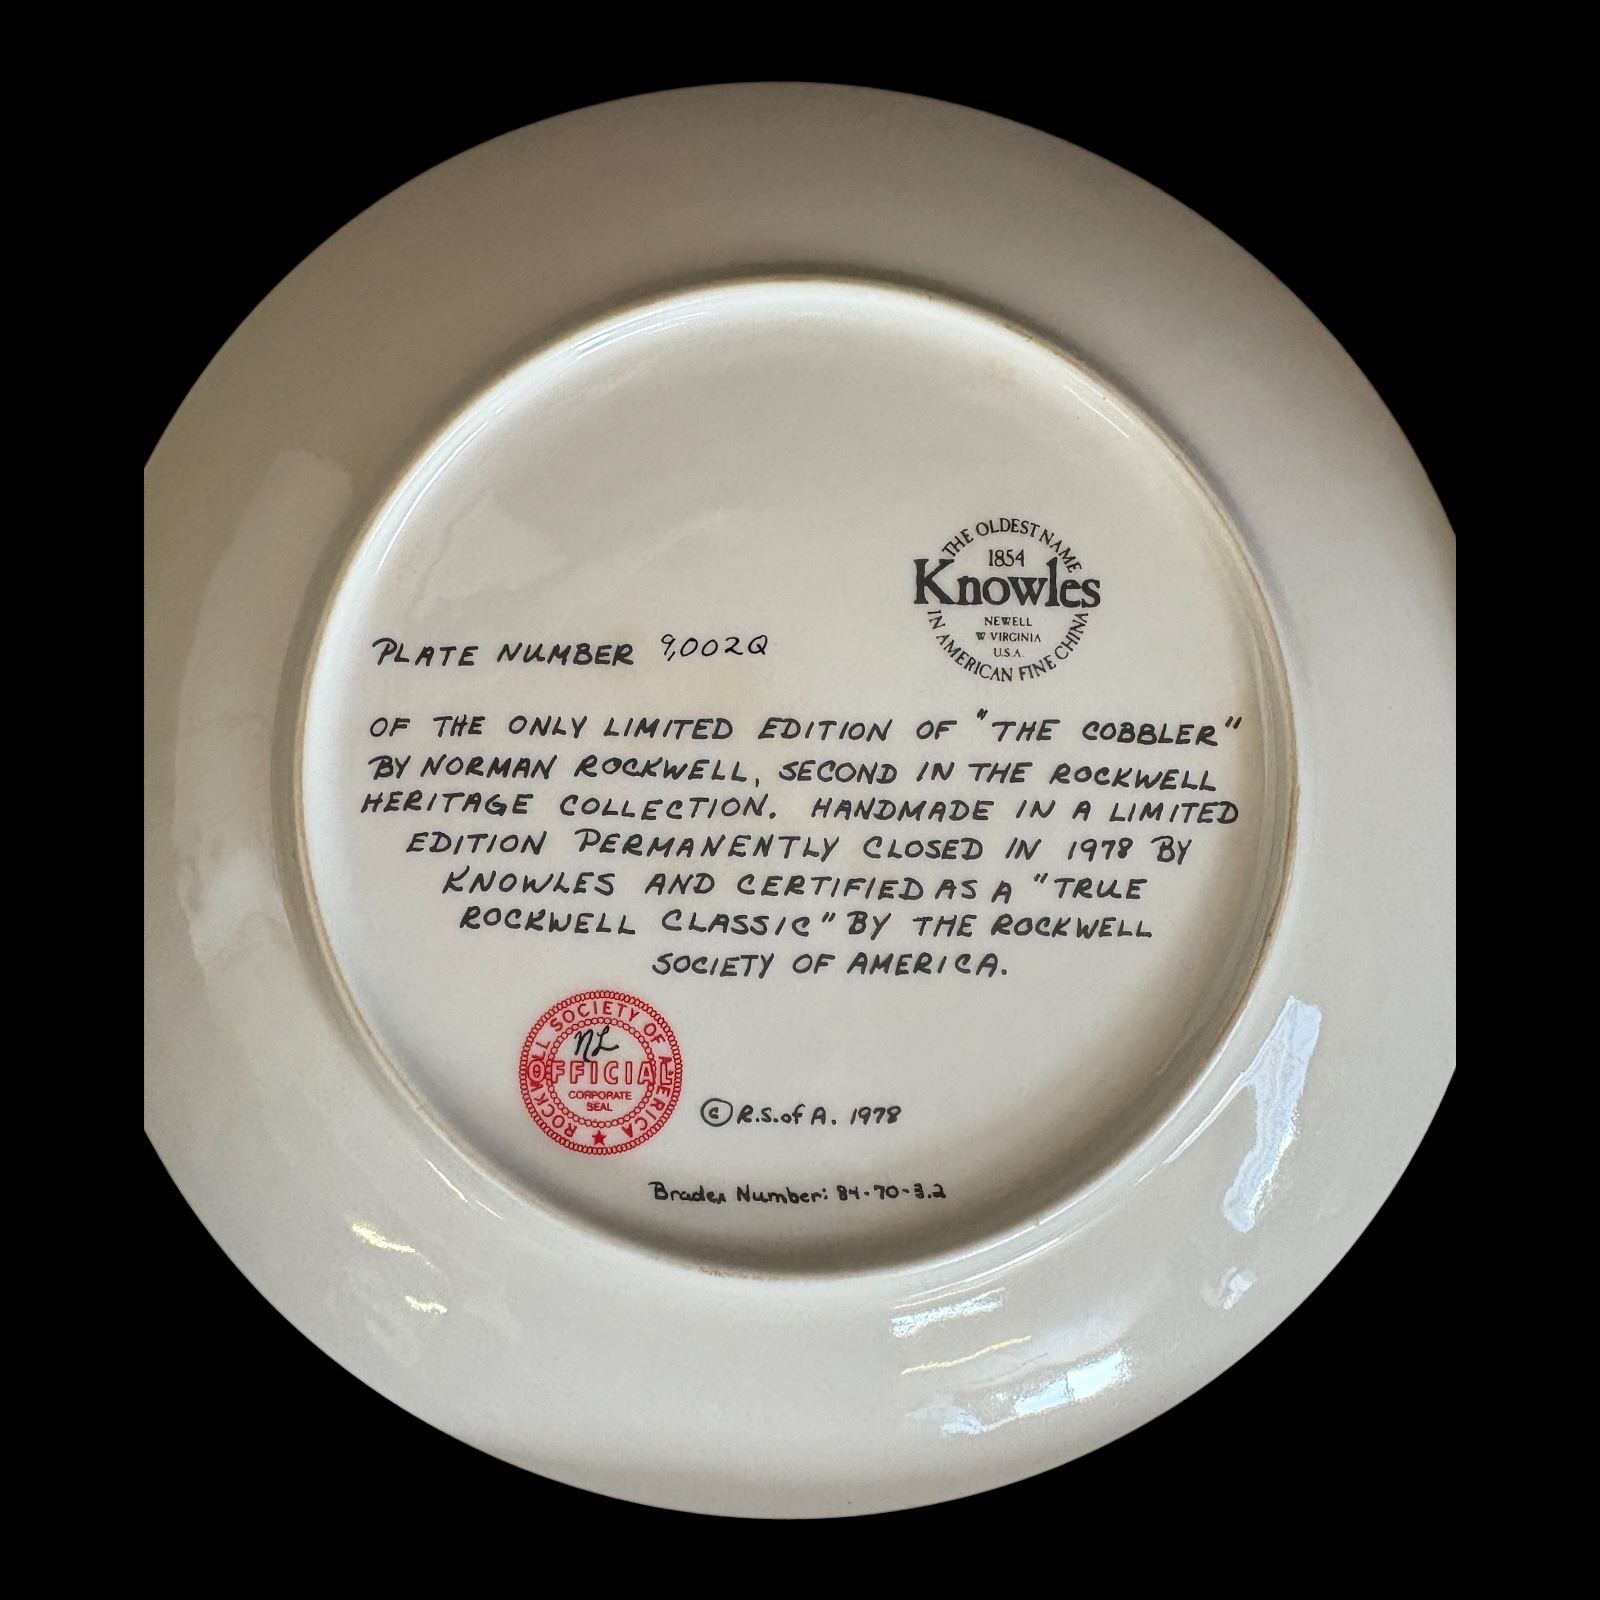 THE OLDEST NAME
1854
Knowles
NEWELL
W VIRGINIA
U.S.A.
IN AMERICAN FINE CHINA
PLATE NUMBER 9,002Q
OF THE ONLY LIMITED EDITION OF "THE COBBLER"
BY NORMAN ROCKWELL, SECOND IN THE ROCKWELL
HERITAGE COLLECTION. HANDMADE IN A LIMITED
EDITION PERMANENTLY CLOSED IN 1978 BY
KNOWLES AND CERTIFIED AS A "TRUE
ROCKWELL CLASSIC" BY THE ROCKWELL
SOCIETY OF AMERICA.
ROCKWELL SOCIETY OF AMERICA
NL
OFFICIAL
CORPORATE
SEAL
© R.S. of A. 1978
Bradex Number: 84-70-3.2